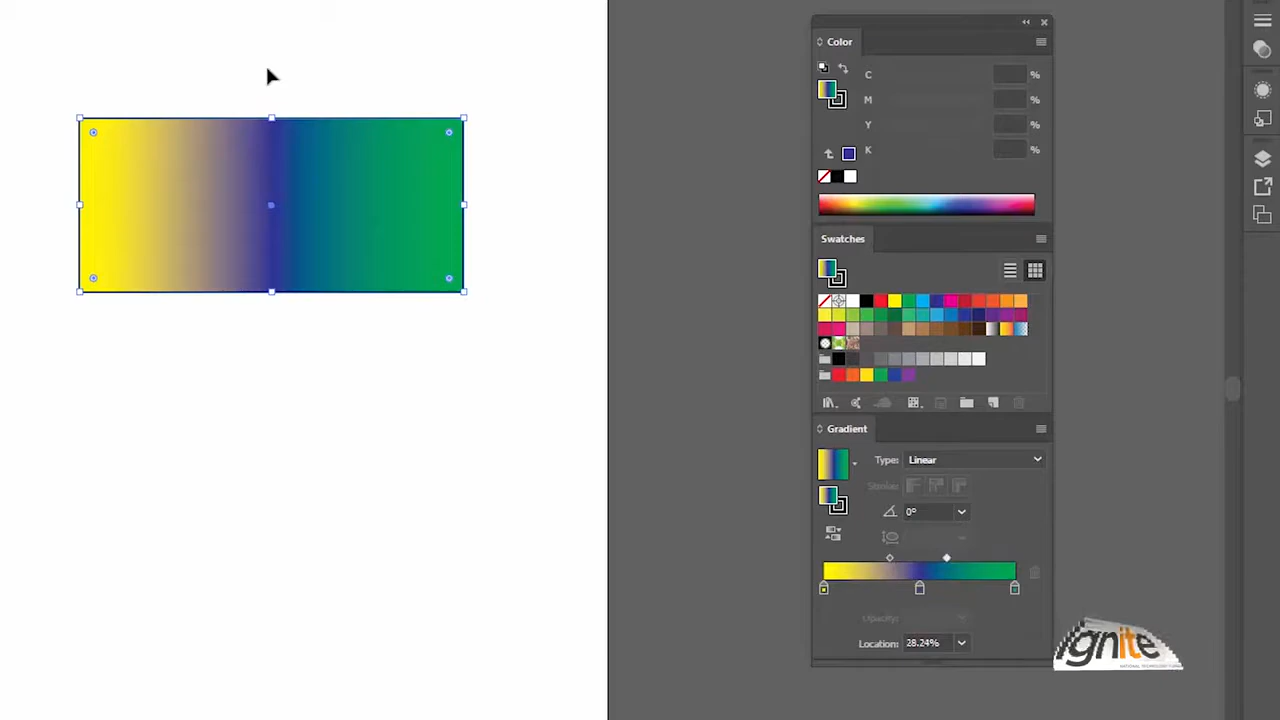 Color
C %
M %
Y %
K %
Swatches
Gradient
Type: Linear
Stroke:
0°
Opacity:
Location: 28.24%
ignite